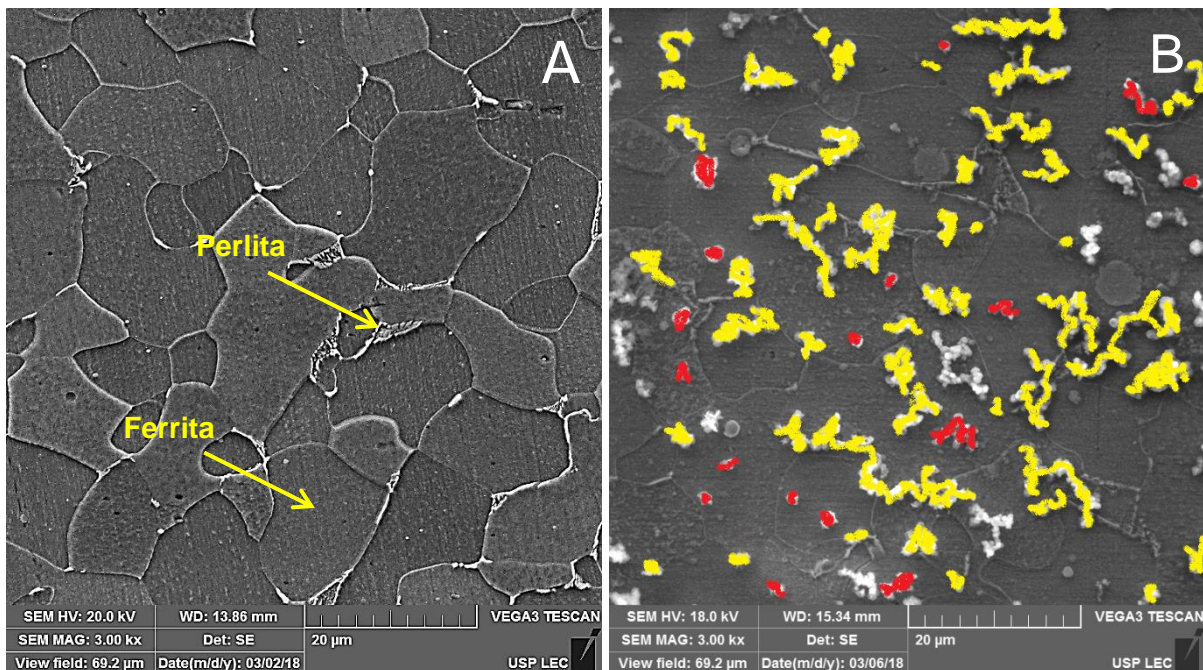 A
Perlita
Ferrita
SEM HV: 20.0 kV WD: 13.86 mm VEGA3 TESCAN
SEM MAG: 3.00 kx Det: SE 20 µm
View field: 69.2 µm Date(m/d/y): 03/02/18 USP LEC
B
SEM HV: 18.0 kV WD: 15.34 mm VEGA3 TESCAN
SEM MAG: 3.00 kx Det: SE 20 µm
View field: 69.2 µm Date(m/d/y): 03/06/18 USP LEC